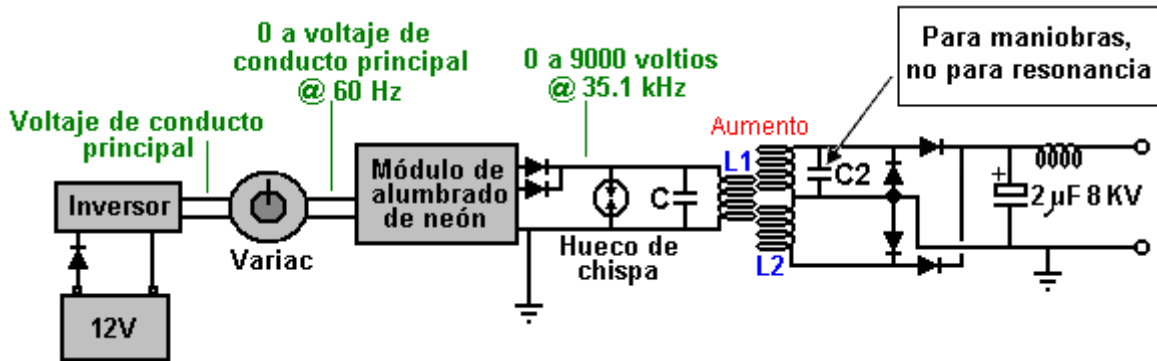 0 a voltaje de
conducto principal
@ 60 Hz
0 a 9000 voltios
@ 35.1 kHz
Para maniobras,
no para resonancia
Voltaje de conducto
principal
Aumento
Inversor
Variac
Módulo de
alumbrado
de neón
C
Hueco de
chispa
L1
L2
C2
+
2 µF 8 KV
12V